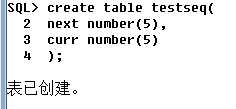 SQL> create table testseq(
2 next number(5),
3 curr number(5)
4 );
表已创建。